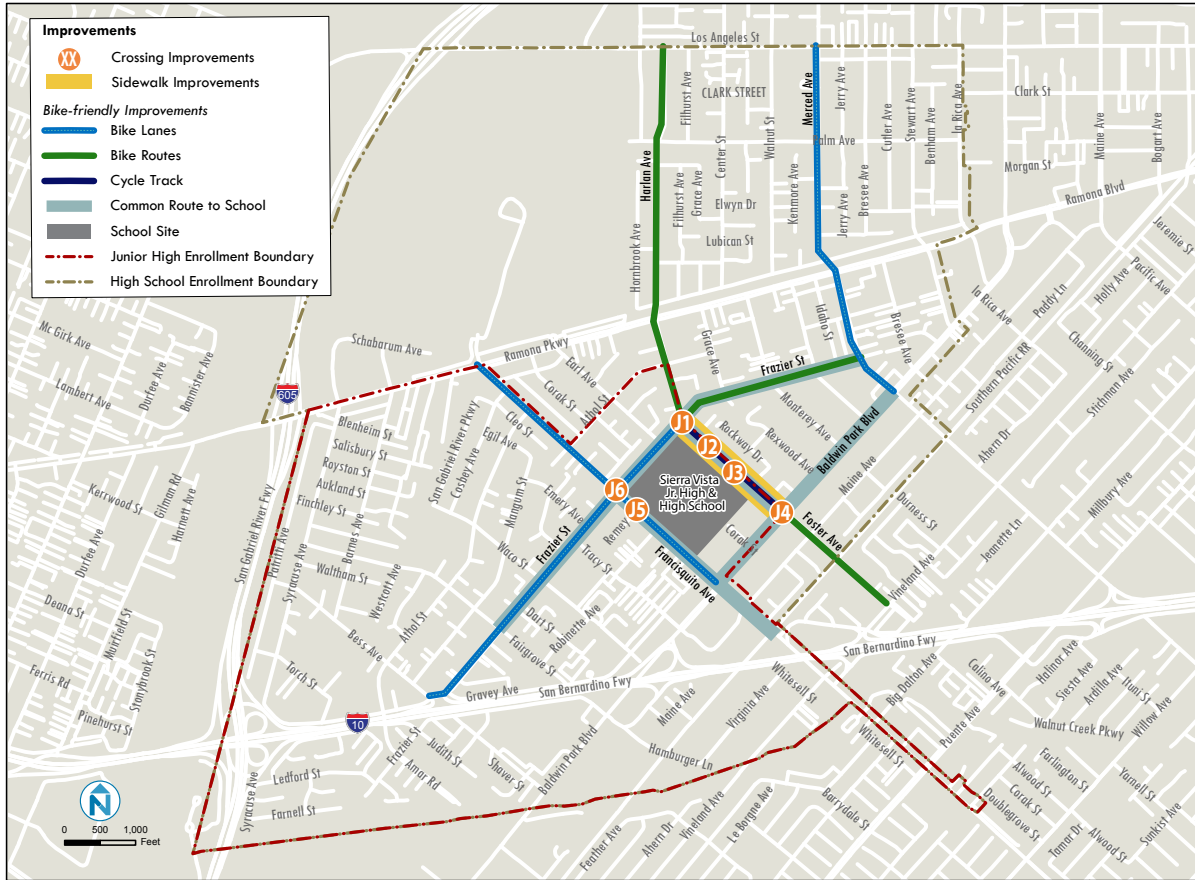 Improvements
XX
Crossing Improvements
Sidewalk Improvements
Bike-friendly Improvements
Bike Lanes
Bike Routes
Cycle Track
Common Route to School
School Site
Junior High Enrollment Boundary
High School Enrollment Boundary
Los Angeles St
Filhurst Ave
CLARK STREET
Walnut St
Merced Ave
Jerry Ave
Cutler Ave
Stewart Ave
Benham Ave
la Rica Ave
Clark St
Maine Ave
Bogart Ave
Center St
Harlan Ave
Filhurst Ave
Grace Ave
Elwyn Dr
Kenmore Ave
Jerry Ave
Bresee Ave
Morgan St
Ramona Blvd
Lubican St
Hornbrook Ave
Jeremie St
Pacific Ave
Holly Ave
Paddy Ln
la Rica Ave
Channing St
Southern Pacific RR
Stichman Ave
Mc Girk Ave
Durfee Ave
Bannister Ave
Lambert Ave
Schabarum Ave
Ramona Pkwy
Idaho St
Bresee Ave
Grace Ave
Frazier St
Earl Ave
Corak St
Athol St
Cleo St
605
Blenheim St
Salisbury St
Royston St
Aukland St
Finchley St
San Gabriel River Pkwy
Egil Ave
Cosbey Ave
Mangum St
Emery Ave
Waco St
J1
J2
J3
J4
J5
J6
Rockway Dr
Monterey Ave
Rexwood Ave
Baldwin Park Blvd
Maine Ave
Ahern Dr
Millbury Ave
Durness St
Jeanette Ln
Sierra Vista
Jr. High &
High School
Corak
Foster Ave
Vineland Ave
Kerrwood St
Gilman Rd
Harnett Ave
San Gabriel River Fwy
Patritti Ave
Syracuse Ave
Barnes Ave
Waltham St
Westcott Ave
Frazier St
Remey
Tracy St
Francisquito Ave
Durfee Ave
Deana St
Muirfield St
Stonybrook St
Ferris Rd
Pinehurst St
Bess Ave
Athol St
Torch St
Dart St
Fairgrove St
Robinette Ave
San Bernardino Fwy
Gravey Ave
San Bernardino Fwy
10
Whitesell St
Big Dalton Ave
Calino Ave
Halinor Ave
Siesta Ave
Ardilla Ave
Ituni St
Willow Ave
Puente Ave
Walnut Creek Pkwy
Maine Ave
Virginia Ave
Whitesell St
Frazier St
Judith St
Amar Rd
Shaver St
Baldwin Park Blvd
Hamburger Ln
Ledford St
Farnell St
Syracuse Ave
Feather Ave
Ahern Dr
Vineland Ave
Le Borgne Ave
Barrydale St
Doublegrove St
Corak St
Alwood St
Farlington St
Yarnell St
Tamar Dr
Alwood St
Sunkist Ave
N
0 500 1,000
Feet